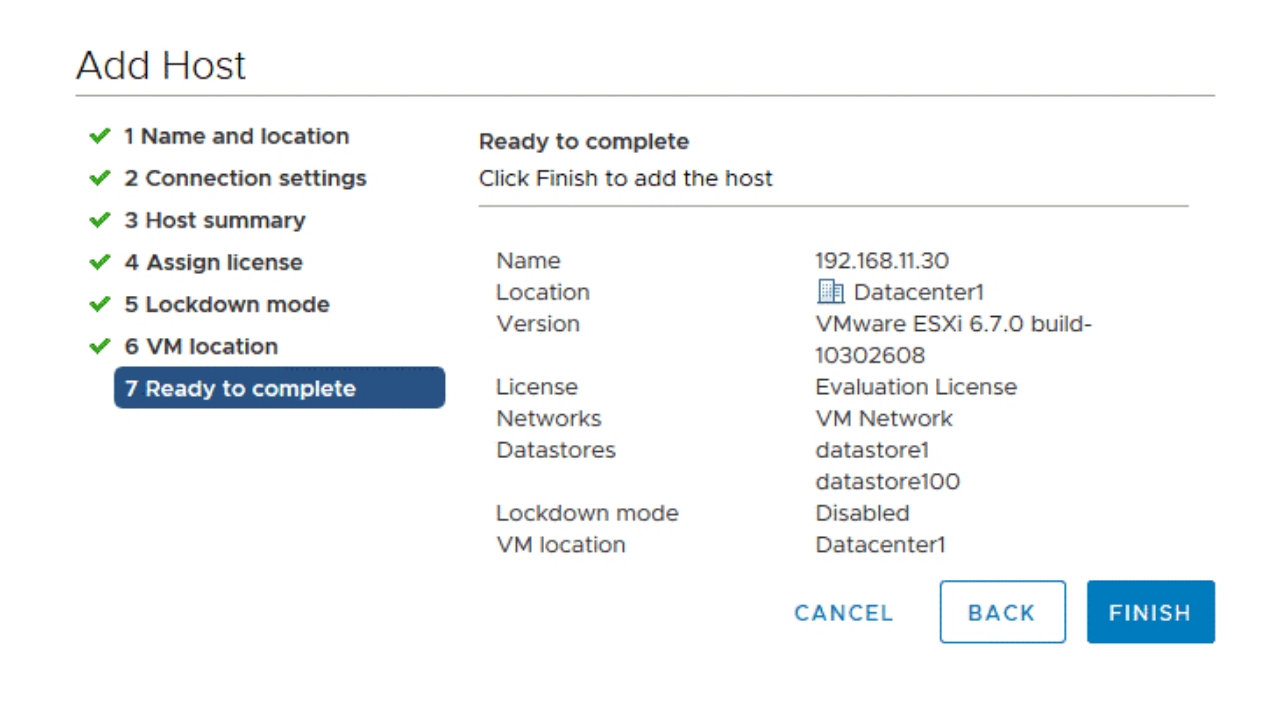 Add Host
1 Name and location
2 Connection settings
3 Host summary
4 Assign license
5 Lockdown mode
6 VM location
7 Ready to complete
Ready to complete
Click Finish to add the host
Name 192.168.11.30
Location Datacenter1
Version VMware ESXi 6.7.0 build-
10302608
License Evaluation License
Networks VM Network
Datastores datastore1
datastore100
Lockdown mode Disabled
VM location Datacenter1
CANCEL BACK FINISH